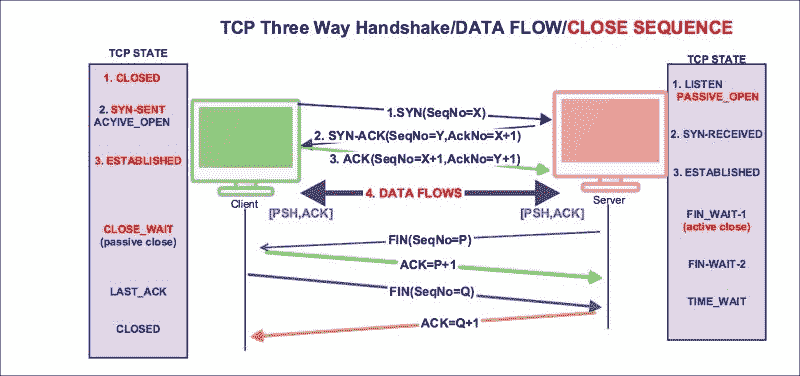 TCP Three Way Handshake/DATA FLOW/CLOSE SEQUENCE
TCP STATE
1. CLOSED
2. SYN-SENT
ACYIVE_OPEN
3. ESTABLISHED
CLOSE_WAIT
(passive close)
LAST_ACK
CLOSED
1.SYN(SeqNo=X)
2. SYN-ACK(SeqNo=Y,AckNo=X+1)
3. ACK(SeqNo=X+1,AckNo=Y+1)
4. DATA FLOWS
Client
[PSH,ACK]
[PSH,ACK]
Server
FIN(SeqNo=P)
ACK=P+1
FIN(SeqNo=Q)
ACK=Q+1
TCP STATE
1. LISTEN
PASSIVE_OPEN
2. SYN-RECEIVED
3. ESTABLISHED
FIN_WAIT-1
(active close)
FIN-WAIT-2
TIME_WAIT